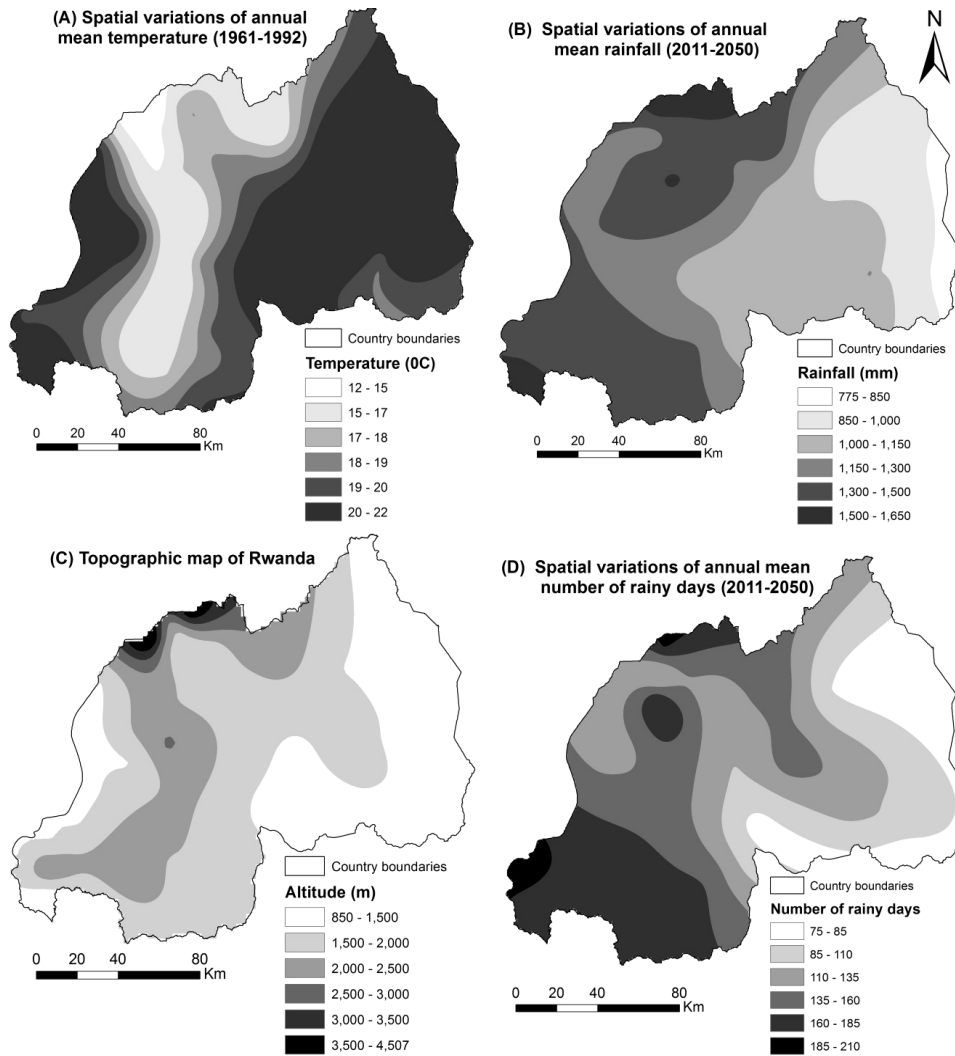 (A) Spatial variations of annual
mean temperature (1961-1992)
Country boundaries
Temperature (0C)
12 - 15
15 - 17
17 - 18
18 - 19
19 - 20
20 - 22
0 20 40 80
Km
(B) Spatial variations of annual
mean rainfall (2011-2050)
N
Country boundaries
Rainfall (mm)
775 - 850
850 - 1,000
1,000 - 1,150
1,150 - 1,300
1,300 - 1,500
1,500 - 1,650
0 20 40 80
Km
(C) Topographic map of Rwanda
Country boundaries
Altitude (m)
850 - 1,500
1,500 - 2,000
2,000 - 2,500
2,500 - 3,000
3,000 - 3,500
3,500 - 4,507
0 20 40 80
Km
(D) Spatial variations of annual mean
number of rainy days (2011-2050)
Country boundaries
Number of rainy days
75 - 85
85 - 110
110 - 135
135 - 160
160 - 185
185 - 210
0 20 40 80
Km